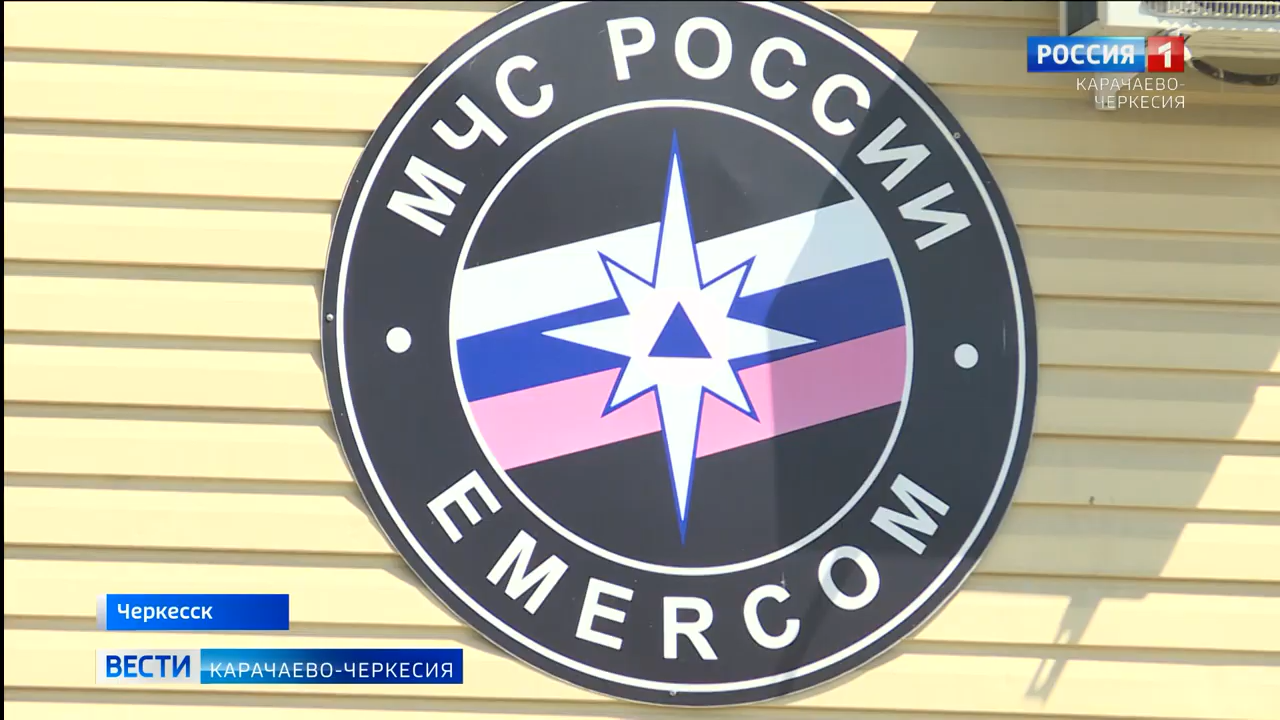 РОССИЯ 1
КАРАЧАЕВО-
ЧЕРКЕСИЯ
МЧС РОССИИ
EMERCOM
Черкесск
ВЕСТИ КАРАЧАЕВО-ЧЕРКЕСИЯ